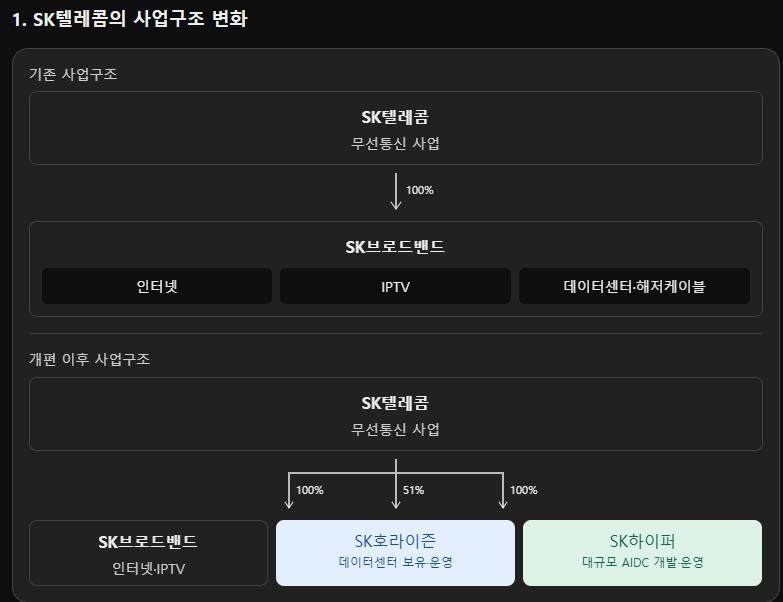 1. SK텔레콤의 사업구조 변화
기존 사업구조
SK텔레콤
무선통신 사업
100%
SK브로드밴드
인터넷
IPTV
데이터센터·해저케이블
개편 이후 사업구조
SK텔레콤
무선통신 사업
100%
51%
100%
SK브로드밴드
인터넷·IPTV
SK호라이즌
데이터센터 보유·운영
SK하이퍼
대규모 AIDC 개발·운영